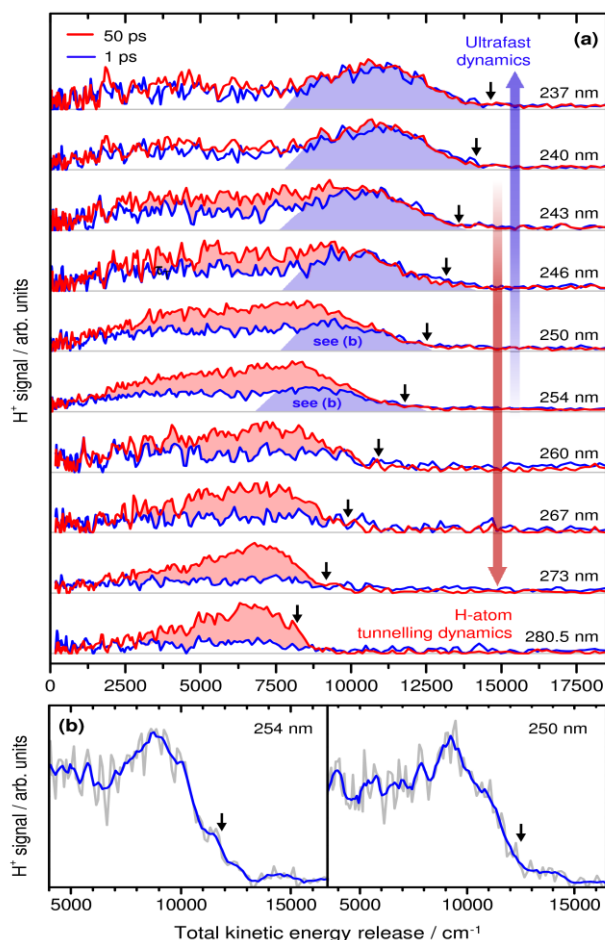 50 ps
1 ps
Ultrafast
dynamics
(a)
237 nm
240 nm
243 nm
246 nm
see (b)
250 nm
see (b)
254 nm
260 nm
267 nm
273 nm
H-atom
tunnelling dynamics
280.5 nm
H⁺ signal / arb. units
0 2500 5000 7500 10000 12500 15000 17500
(b)
254 nm
250 nm
H⁺ signal / arb. units
5000 10000 15000 5000 10000 15000
Total kinetic energy release / cm⁻¹